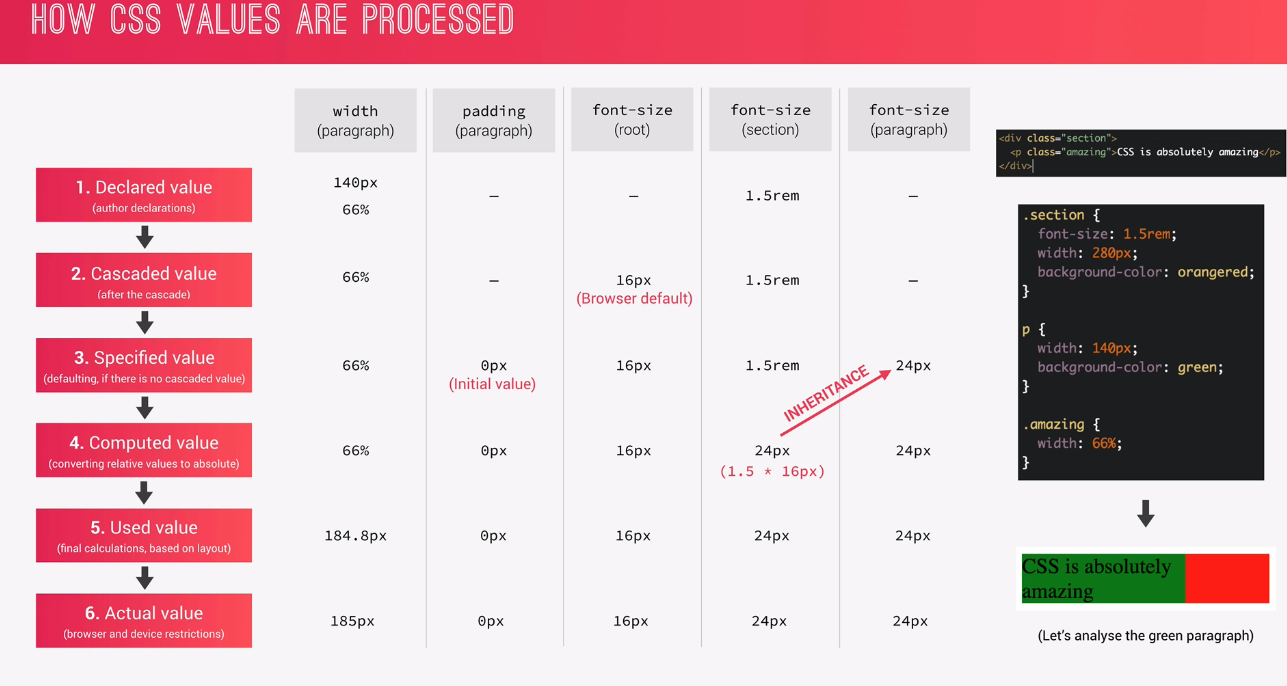 HOW CSS VALUES ARE PROCESSED
width
(paragraph)
padding
(paragraph)
font-size
(root)
font-size
(section)
font-size
(paragraph)
1. Declared value
(author declarations)
140px
66%
–
–
1.5rem
–
2. Cascaded value
(after the cascade)
66%
–
16px
(Browser default)
1.5rem
–
3. Specified value
(defaulting, if there is no cascaded value)
66%
0px
(Initial value)
16px
1.5rem
24px
INHERITANCE
4. Computed value
(converting relative values to absolute)
66%
0px
16px
24px
(1.5 * 16px)
24px
5. Used value
(final calculations, based on layout)
184.8px
0px
16px
24px
24px
6. Actual value
(browser and device restrictions)
185px
0px
16px
24px
24px
<div class="section">
<p class="amazing">CSS is absolutely amazing</p>
</div>
.section {
font-size: 1.5rem;
width: 280px;
background-color: orangered;
}
p {
width: 140px;
background-color: green;
}
.amazing {
width: 66%;
}
CSS is absolutely
amazing
(Let's analyse the green paragraph)